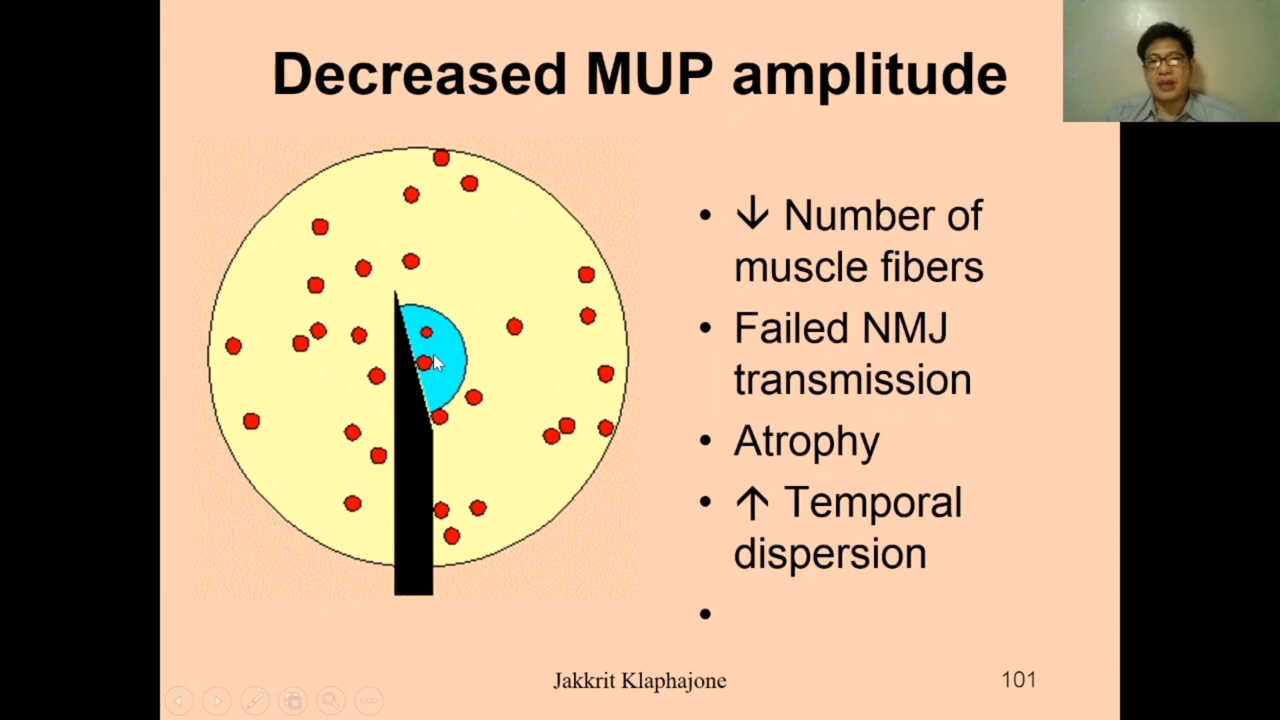 Decreased MUP amplitude
• ↓ Number of
muscle fibers
• Failed NMJ
transmission
• Atrophy
• ↑ Temporal
dispersion
•
Jakkrit Klaphajone
101